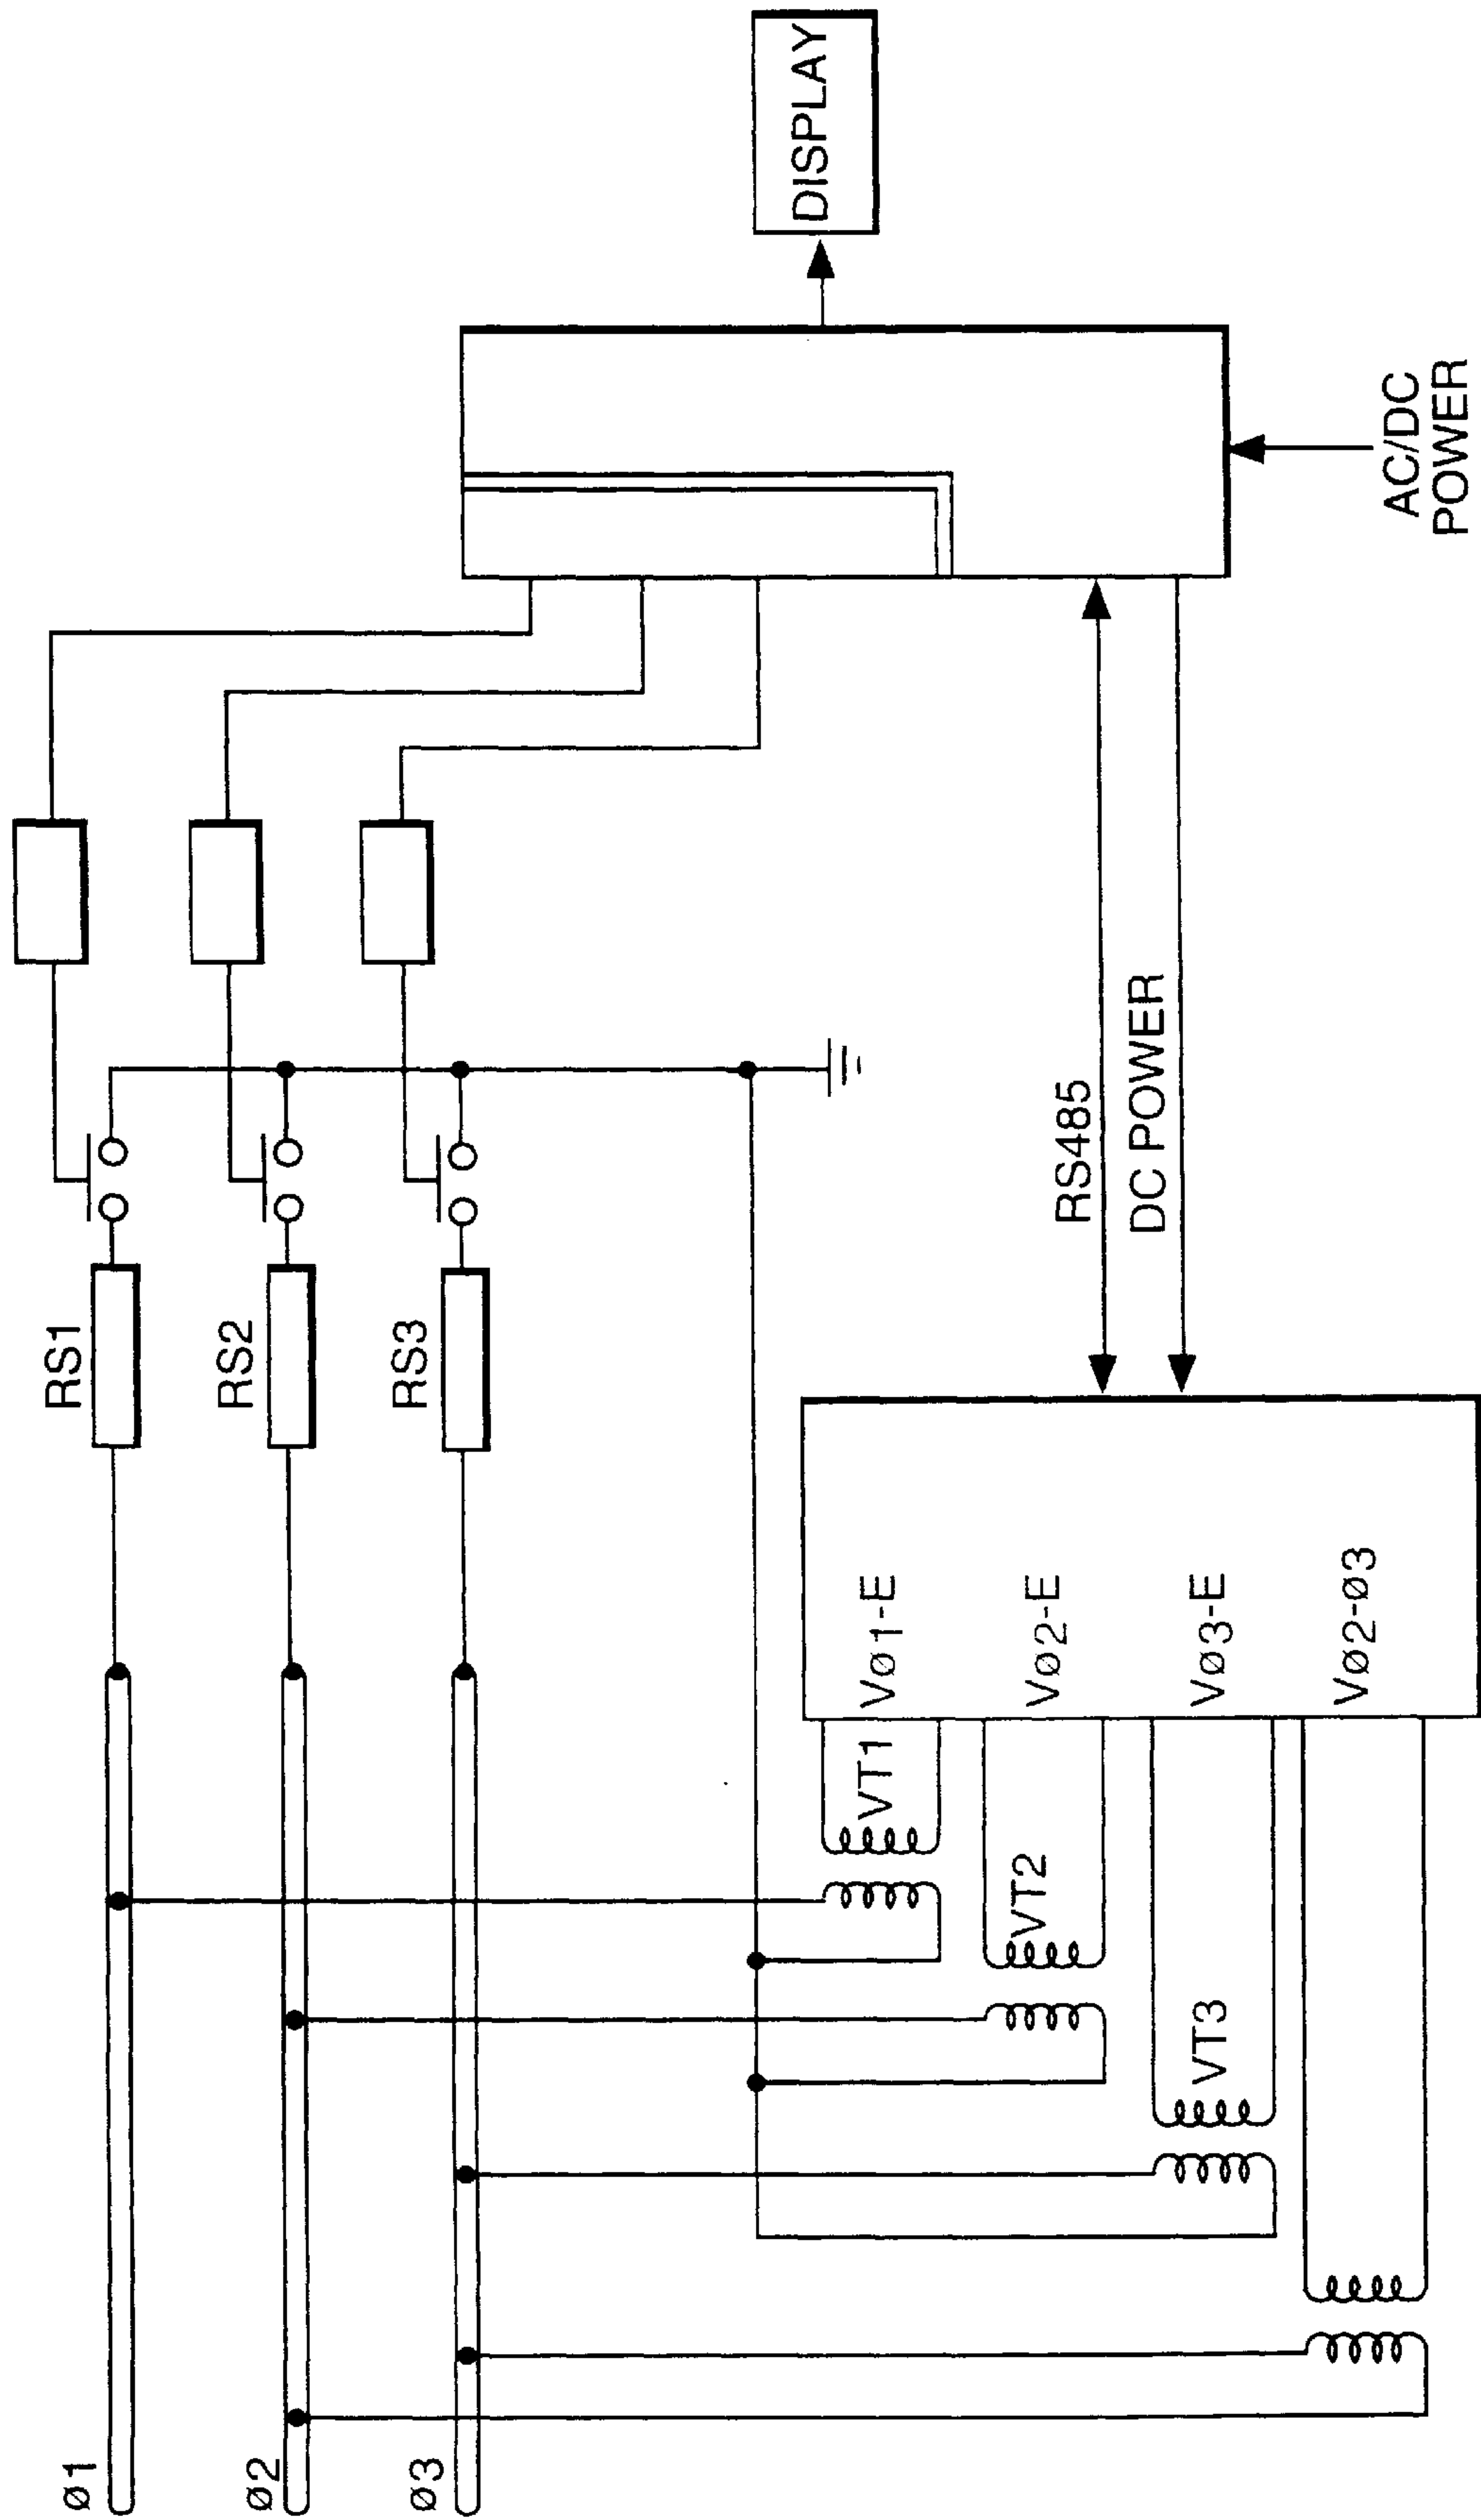 ø1
RS1
ø2
RS2
ø3
RS3
DISPLAY
VT1
Vø1-E
VT2
Vø2-E
VT3
Vø3-E
Vø2-ø3
RS485
DC POWER
AC/DC
POWER